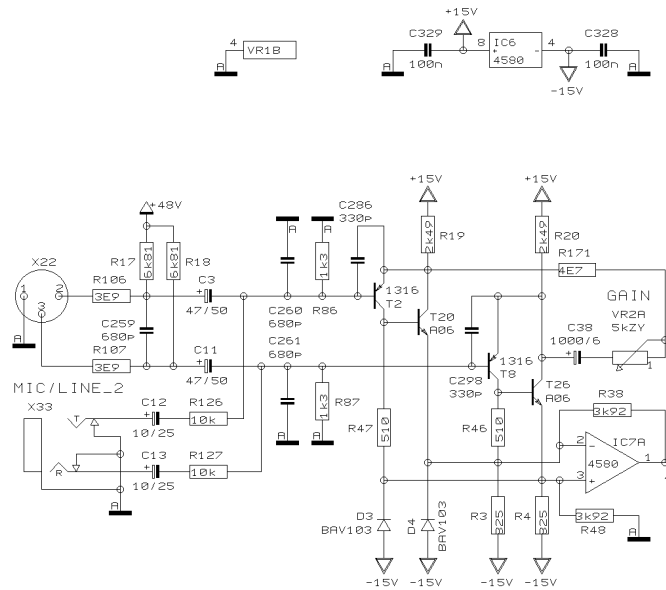 +15V
C329
100n
A
8
IC6
4580
+
-
4
C328
100n
A
-15V
4
VR1B
A
+48V
R17
6k81
R18
6k81
X22
1
2
3
A
R106
3E9
C259
680p
R107
3E9
C3
+
47/50
C11
+
47/50
A
C260
680p
C261
680p
A
A
1k3
R86
R87
1k3
A
C286
330p
1316
T2
+15V
2k49
R19
T20
A06
+15V
2k49
R20
R171
4E7
C298
330p
1316
T8
T26
A06
GAIN
VR2A
5kZY
1
C38
+
1000/6
MIC/LINE_2
X33
T
R
C12
+
10/25
R126
10k
C13
+
10/25
R127
10k
A
R47
510
R46
510
R38
3k92
IC7A
4580
2
-
3
+
1
D3
BAV103
D4
BAV103
R3
825
R4
825
3k92
R48
A
-15V
-15V
-15V
-15V